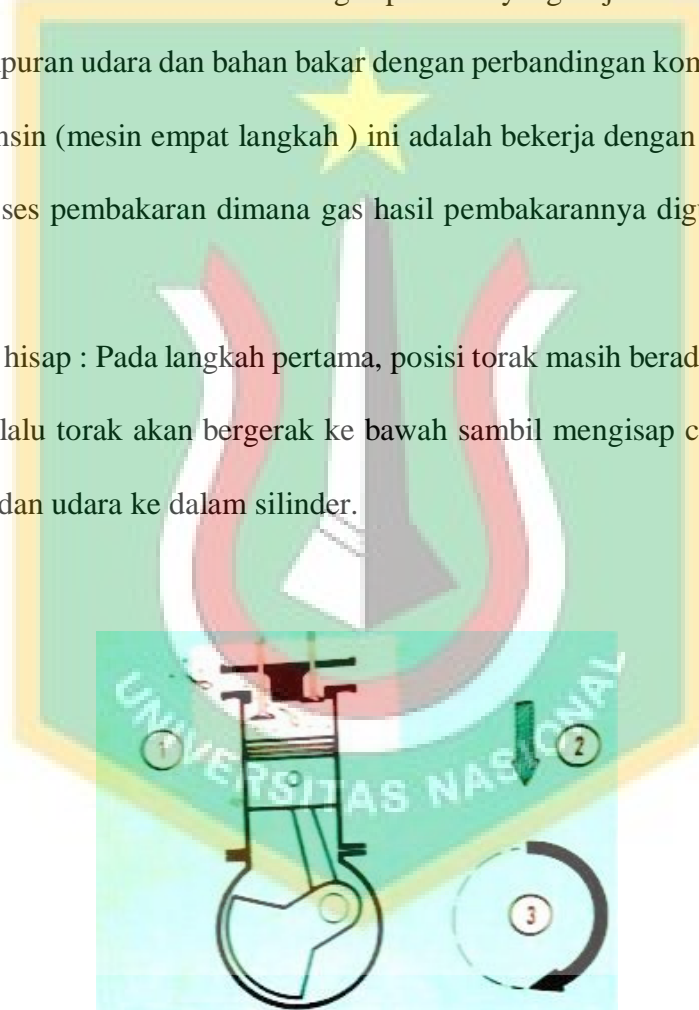 puran udara dan bahan bakar dengan perbandingan kon
nsin (mesin empat langkah ) ini adalah bekerja dengan
ses pembakaran dimana gas hasil pembakarannya dig
hisap : Pada langkah pertama, posisi torak masih berad
lalu torak akan bergerak ke bawah sambil mengisap c
dan udara ke dalam silinder.
UNIVERSITAS NASIONAL
1
2
3